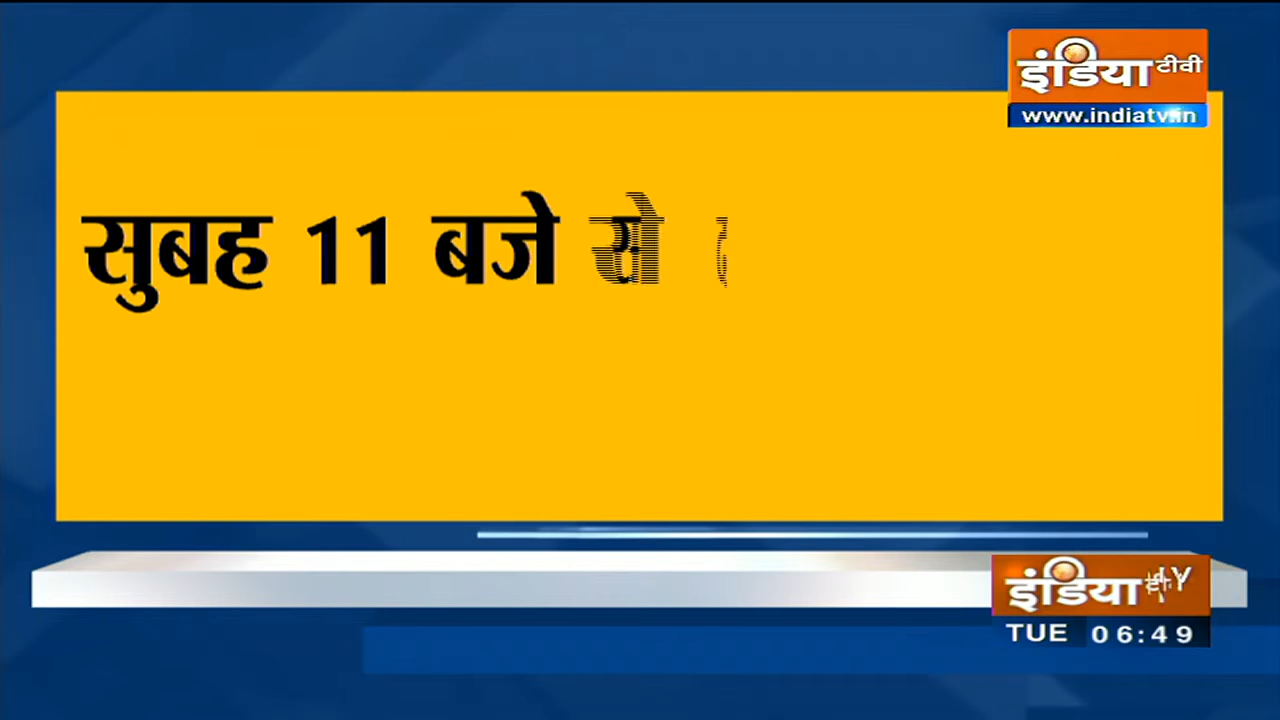 इंडिया टीवी
www.indiatv.in
सुबह 11 बजे से
इंडिया
TUE 06:49